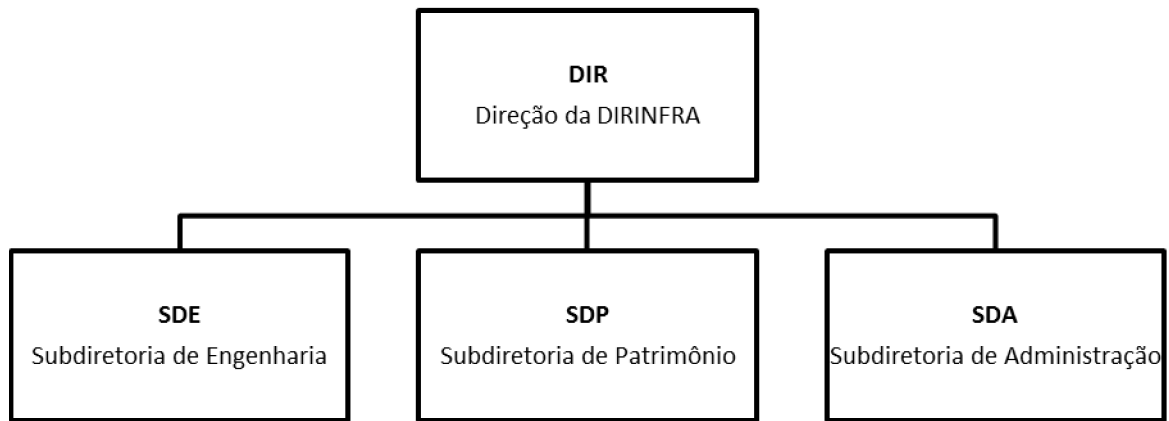 DIR
Direção da DIRINFRA
SDE
Subdiretoria de Engenharia
SDP
Subdiretoria de Patrimônio
SDA
Subdiretoria de Administração